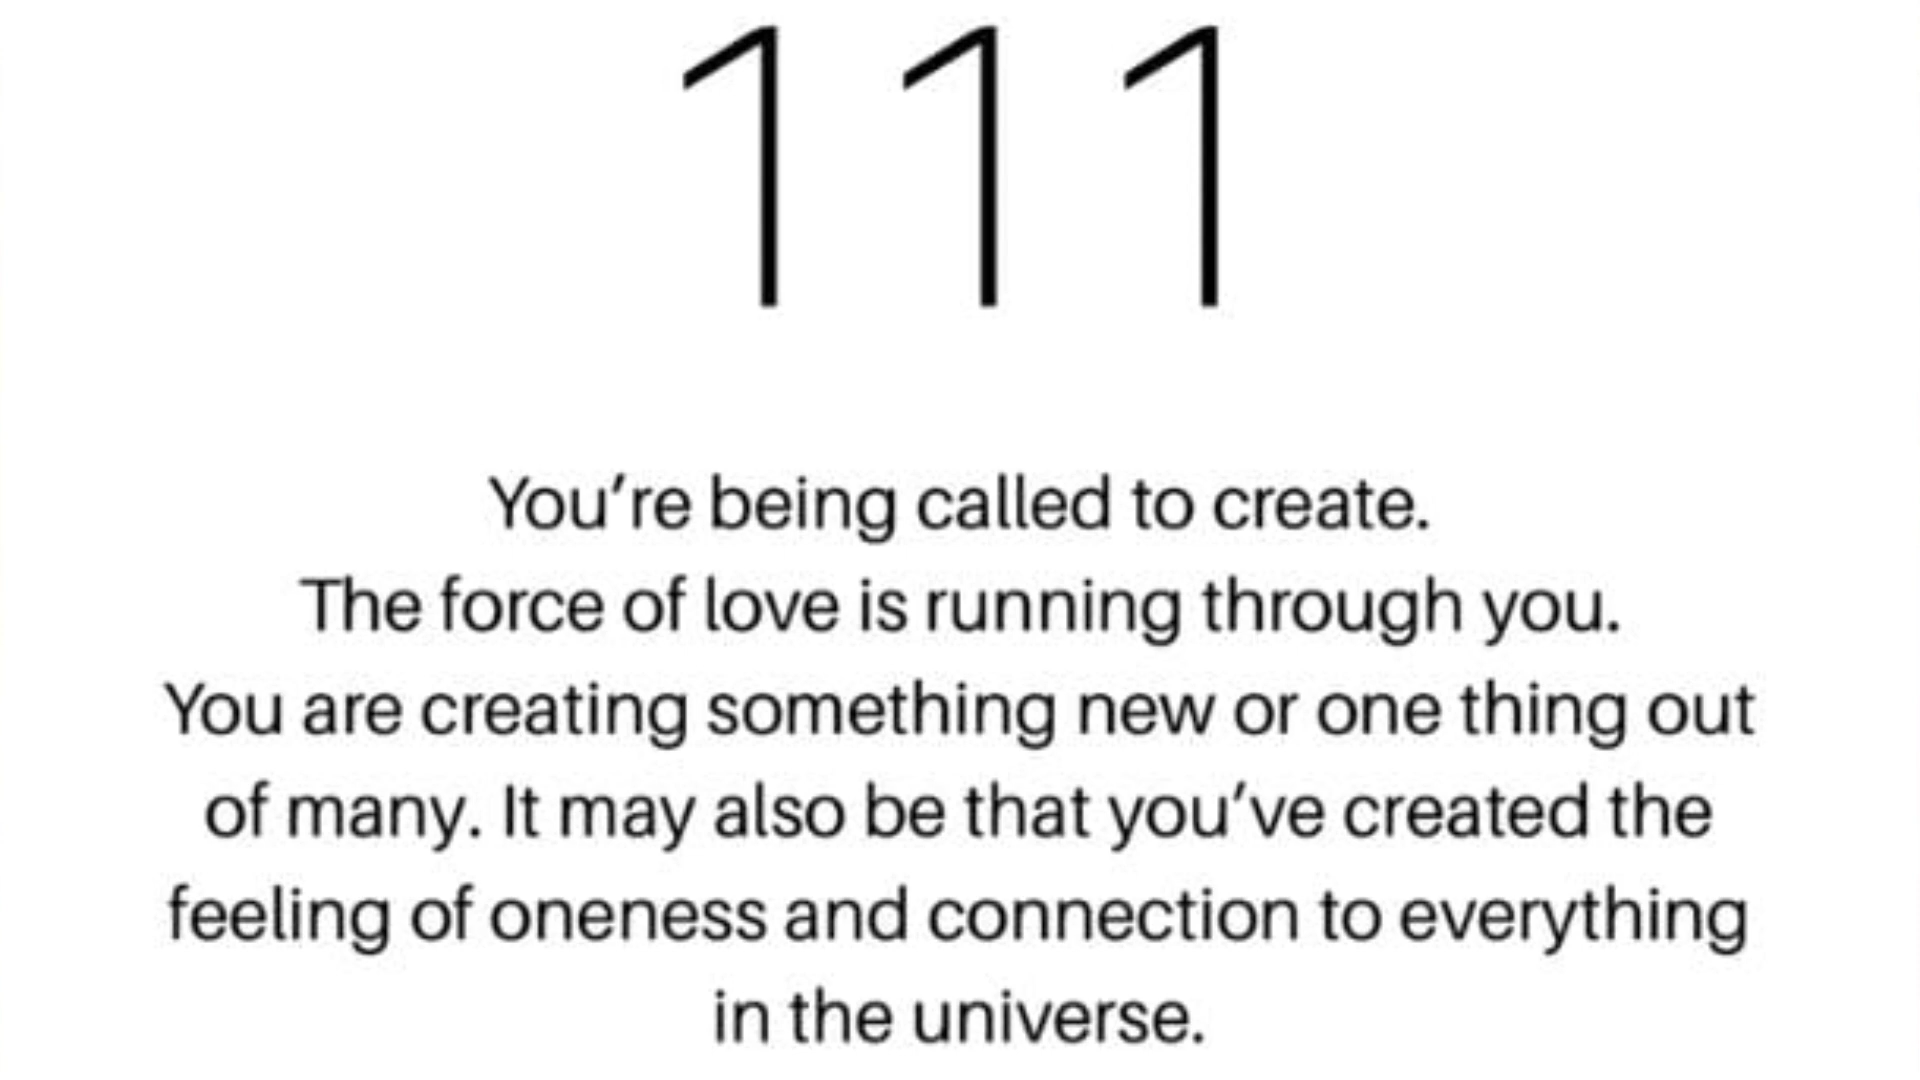 111
You’re being called to create.
The force of love is running through you.
You are creating something new or one thing out
of many. It may also be that you’ve created the
feeling of oneness and connection to everything
in the universe.